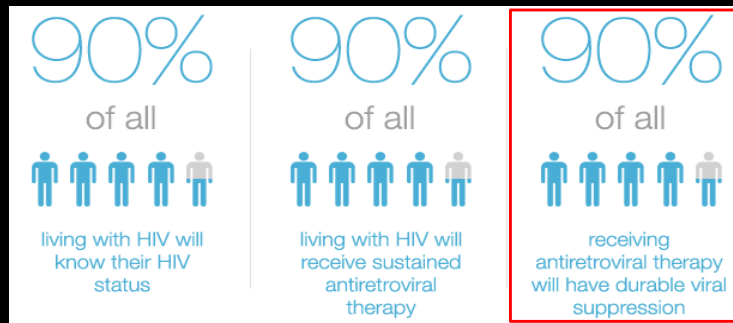 90%
of all
living with HIV will
know their HIV
status
90%
of all
living with HIV will
receive sustained
antiretroviral
therapy
90%
of all
receiving
antiretroviral therapy
will have durable viral
suppression